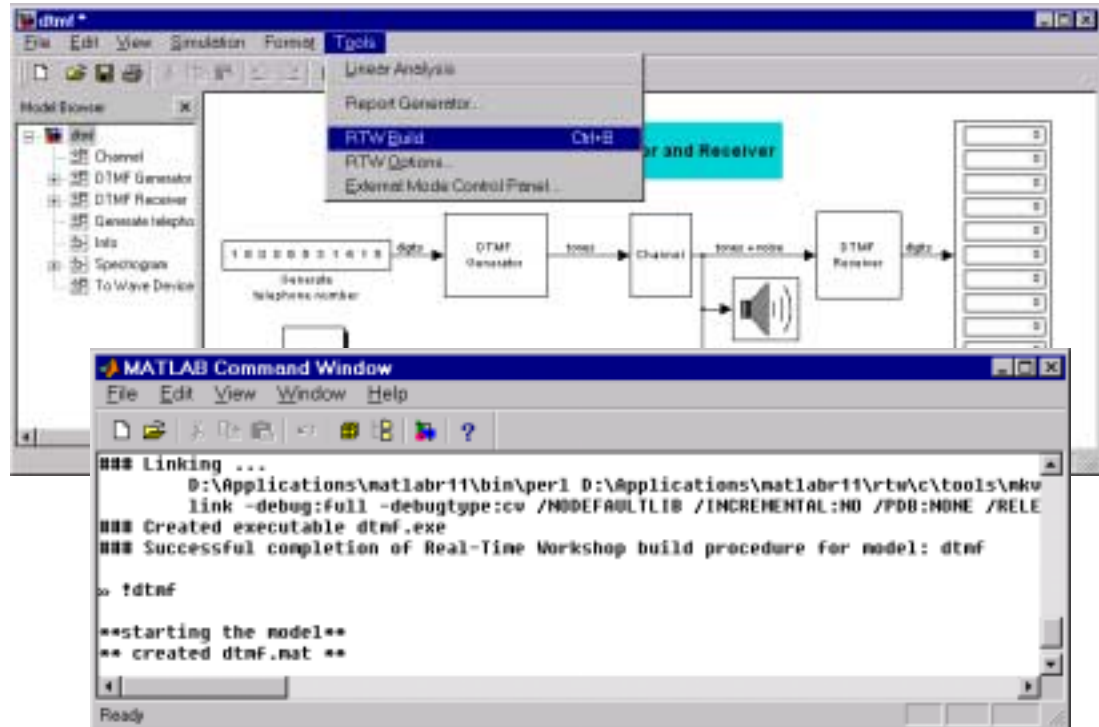 dtmf *
File Edit View Simulation Format Tools
Linear Analysis
Report Generator...
RTW Build Ctrl+B
RTW Options...
External Mode Control Panel...
Model Browser
dtmf
Channel
DTMF Generator
DTMF Receiver
Generate telepho
Info
Spectrogram
To Wave Device
or and Receiver
digits
DTMF
Generator
tones
Channel
tones + noise
DTMF
Receiver
digits
Generate
telephone number
MATLAB Command Window
File Edit View Window Help
### Linking ...
D:\Applications\matlabr11\bin\perl D:\Applications\matlabr11\rtw\c\tools\mkv
link -debug:full -debugtype:cv /NODEFAULTLIB /INCREMENTAL:NO /PDB:NONE /RELE
### Created executable dtmf.exe
### Successful completion of Real-Time Workshop build procedure for model: dtmf
» !dtmf
**starting the model**
** created dtmf.mat **
Ready